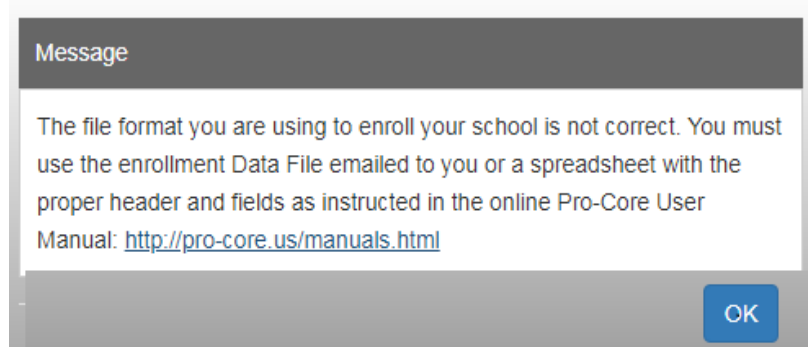 Message
The file format you are using to enroll your school is not correct. You must
use the enrollment Data File emailed to you or a spreadsheet with the
proper header and fields as instructed in the online Pro-Core User
Manual: http://pro-core.us/manuals.html
OK